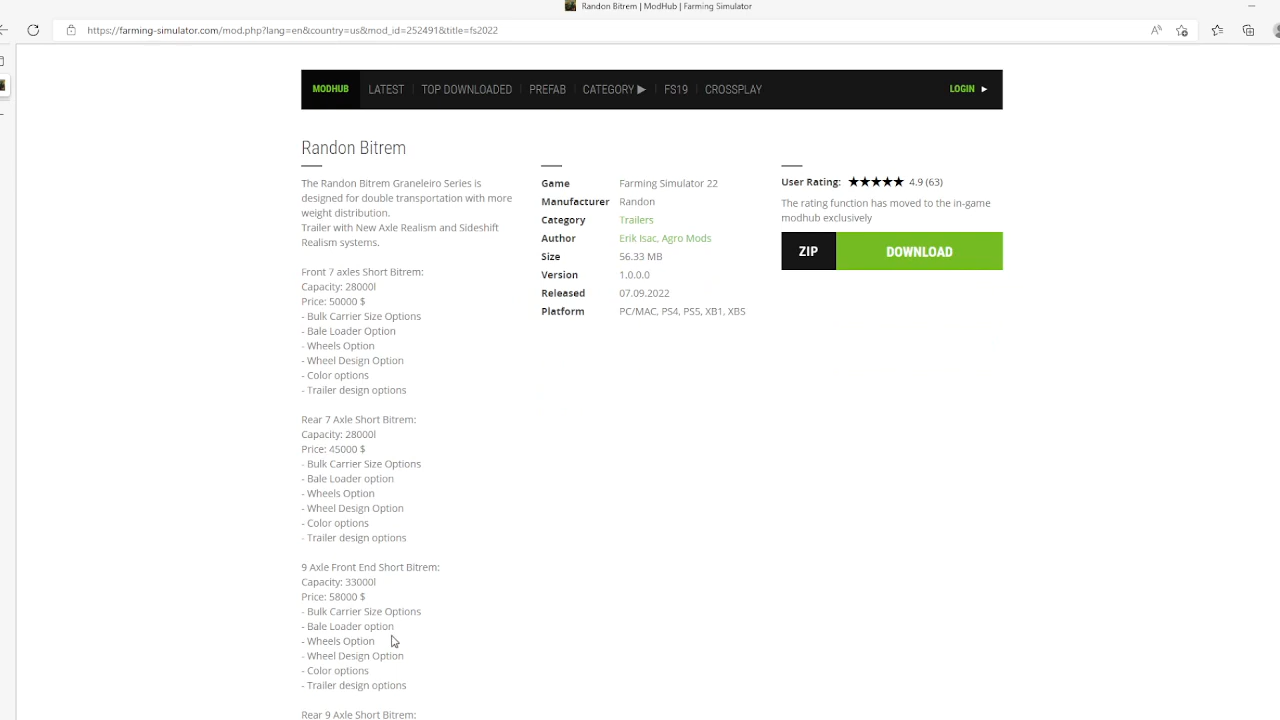 Randon Bitrem | ModHub | Farming Simulator
https://farming-simulator.com/mod.php?lang=en&country=us&mod_id=252491&title=fs2022
MODHUB LATEST TOP DOWNLOADED PREFAB CATEGORY ▶ FS19 CROSSPLAY LOGIN ►
Randon Bitrem
The Randon Bitrem Graneleiro Series is
designed for double transportation with more
weight distribution.
Trailer with New Axle Realism and Sideshift
Realism systems.
Front 7 axles Short Bitrem:
Capacity: 28000l
Price: 50000 $
- Bulk Carrier Size Options
- Bale Loader Option
- Wheels Option
- Wheel Design Option
- Color options
- Trailer design options
Rear 7 Axle Short Bitrem:
Capacity: 28000l
Price: 45000 $
- Bulk Carrier Size Options
- Bale Loader option
- Wheels Option
- Wheel Design Option
- Color options
- Trailer design options
9 Axle Front End Short Bitrem:
Capacity: 33000l
Price: 58000 $
- Bulk Carrier Size Options
- Bale Loader option
- Wheels Option
- Wheel Design Option
- Color options
- Trailer design options
Rear 9 Axle Short Bitrem:
Game Farming Simulator 22
Manufacturer Randon
Category Trailers
Author Erik Isac, Agro Mods
Size 56.33 MB
Version 1.0.0.0
Released 07.09.2022
Platform PC/MAC, PS4, PS5, XB1, XBS
User Rating: ★★★★★ 4.9 (63)
The rating function has moved to the in-game
modhub exclusively
ZIP DOWNLOAD